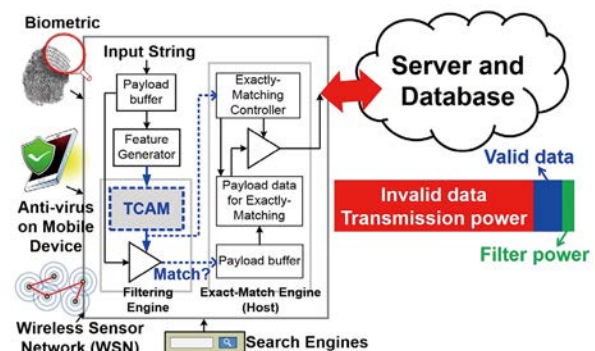 Biometric
Input String
Payload
buffer
Feature
Generator
TCAM
Match?
Filtering
Engine
Exactly-
Matching
Controller
Payload data
for Exactly-
Matching
Payload buffer
Exact-Match Engine
(Host)
Anti-virus
on Mobile
Device
Wireless Sensor
Network (WSN)
Search Engines
Server and
Database
Valid data
Invalid data
Transmission power
Filter power